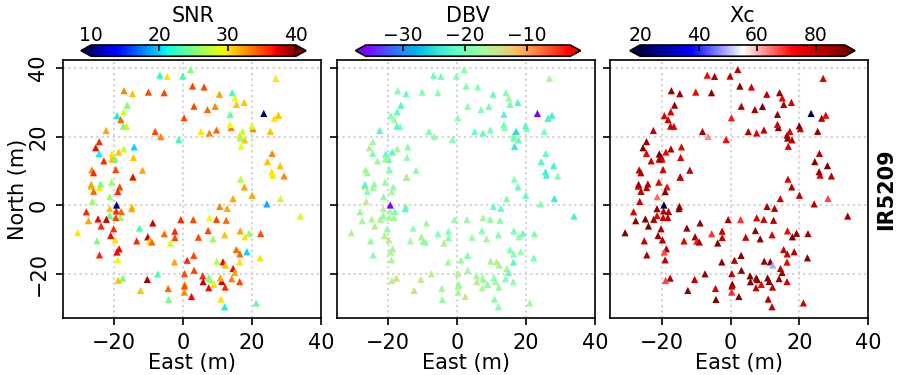 SNR DBV Xc
10 20 30 40 −30 −20 −10 20 40 60 80
40
20
0
−20
North (m)
−20 0 20 40 −20 0 20 40 −20 0 20 40
East (m) East (m) East (m)
IR5209